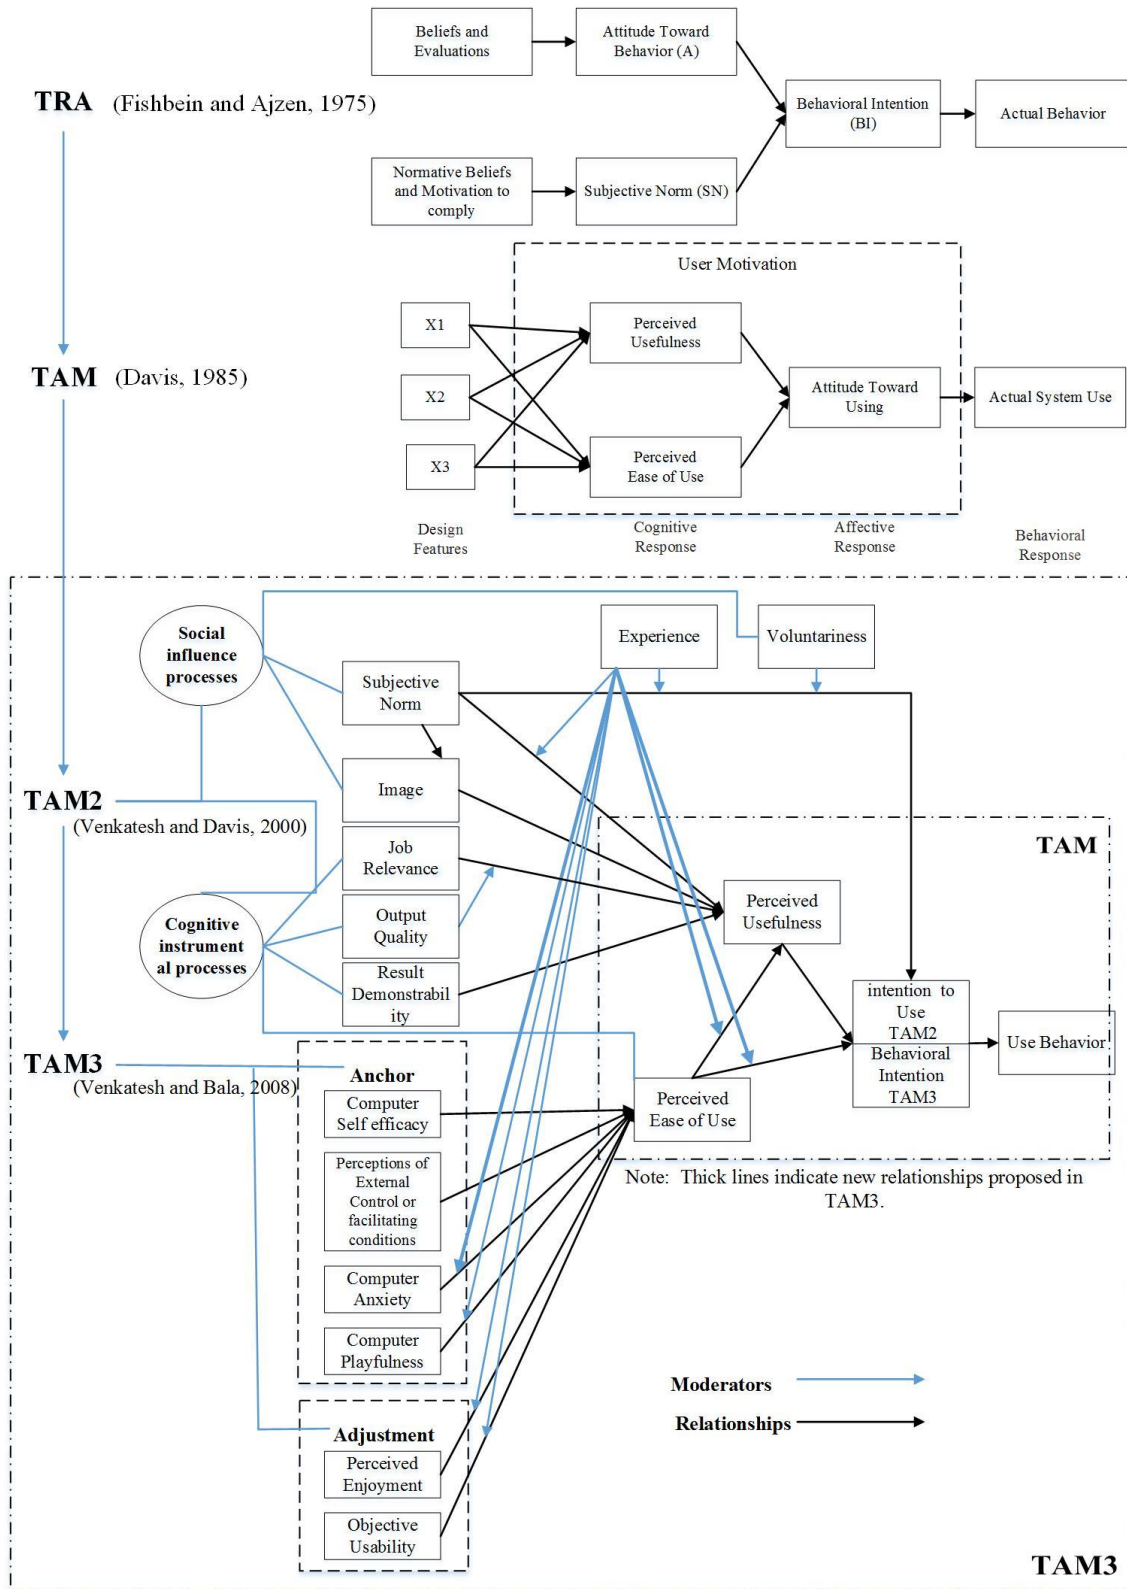 Beliefs and
Evaluations
Attitude Toward
Behavior (A)
TRA (Fishbein and Ajzen, 1975)
Behavioral Intention
(BI)
Actual Behavior
Normative Beliefs
and Motivation to
comply
Subjective Norm (SN)
User Motivation
X1
Perceived
Usefulness
TAM (Davis, 1985)
X2
Attitude Toward
Using
Actual System Use
X3
Perceived
Ease of Use
Design
Features
Cognitive
Response
Affective
Response
Behavioral
Response
Social
influence
processes
Experience
Voluntariness
Subjective
Norm
Image
TAM2
(Venkatesh and Davis, 2000)
Job
Relevance
TAM
Perceived
Usefulness
Output
Quality
Cognitive
instrument
al processes
Result
Demonstrabil
ity
intention to
Use
TAM2
Behavioral
Intention
TAM3
Use Behavior
TAM3
(Venkatesh and Bala, 2008)
Anchor
Computer
Self efficacy
Perceived
Ease of Use
Perceptions of
External
Control or
facilitating
conditions
Note: Thick lines indicate new relationships proposed in
TAM3.
Computer
Anxiety
Computer
Playfulness
Moderators
Relationships
Adjustment
Perceived
Enjoyment
Objective
Usability
TAM3